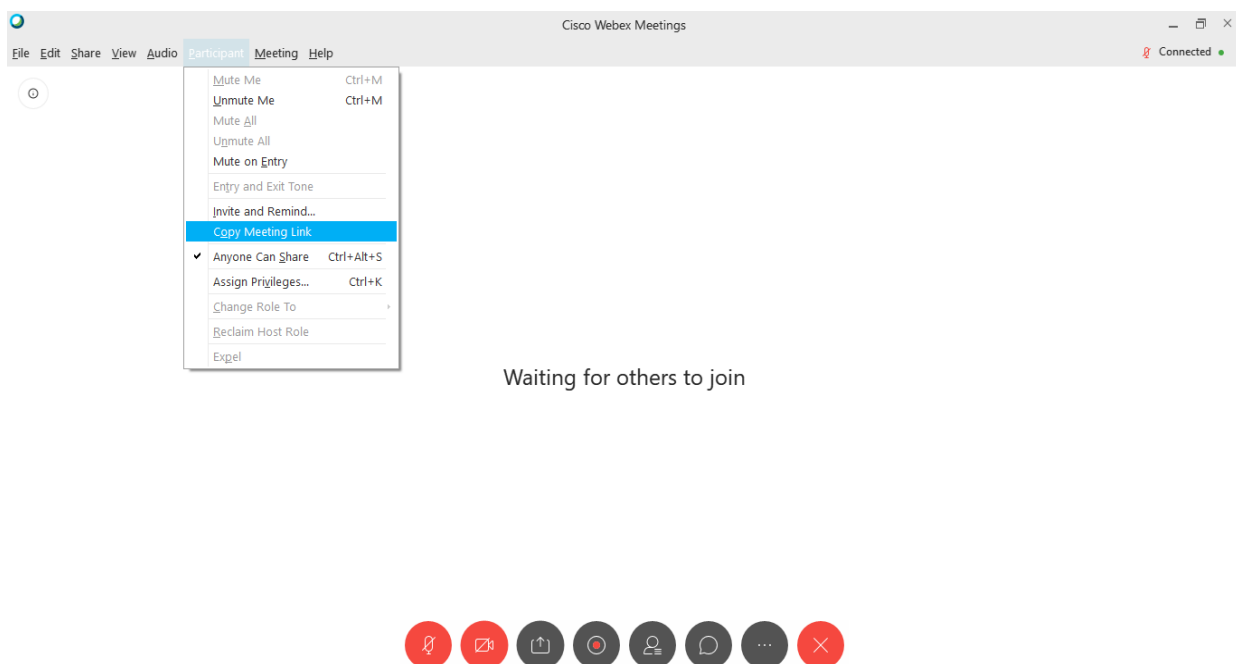 Cisco Webex Meetings
File Edit Share View Audio Participant Meeting Help
Connected
Mute Me Ctrl+M
Unmute Me Ctrl+M
Mute All
Unmute All
Mute on Entry
Entry and Exit Tone
Invite and Remind...
Copy Meeting Link
Anyone Can Share Ctrl+Alt+S
Assign Privileges... Ctrl+K
Change Role To
Reclaim Host Role
Expel
Waiting for others to join